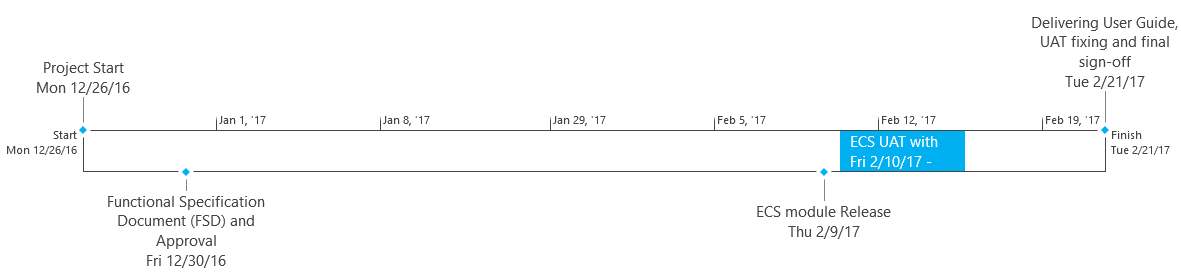 Delivering User Guide,
UAT fixing and final
sign-off
Tue 2/21/17
Project Start
Mon 12/26/16
Jan 1, '17
Jan 8, '17
Jan 29, '17
Feb 5, '17
Feb 12, '17
Feb 19, '17
Start
Mon 12/26/16
ECS UAT with
Fri 2/10/17 -
Finish
Tue 2/21/17
Functional Specification
Document (FSD) and
Approval
Fri 12/30/16
ECS module Release
Thu 2/9/17